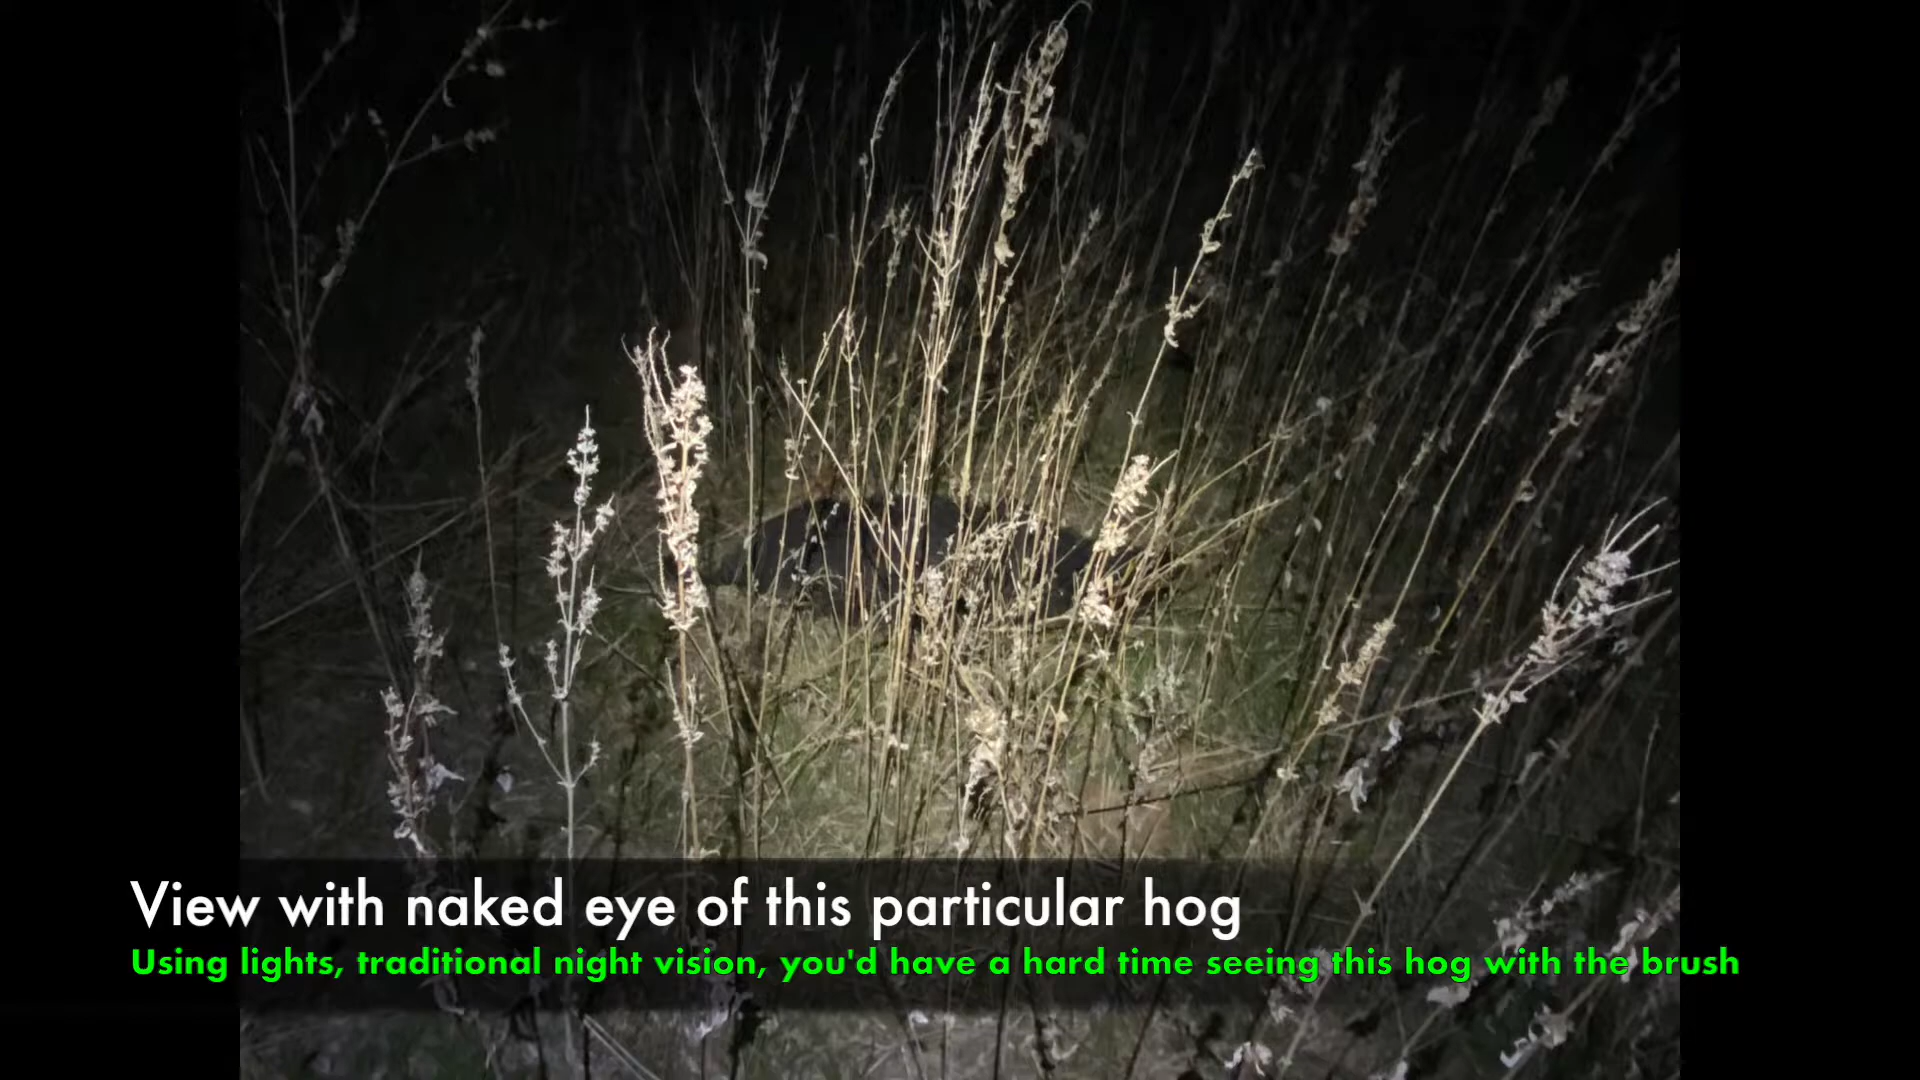 View with naked eye of this particular hog
Using lights, traditional night vision, you'd have a hard time seeing this hog with the brush